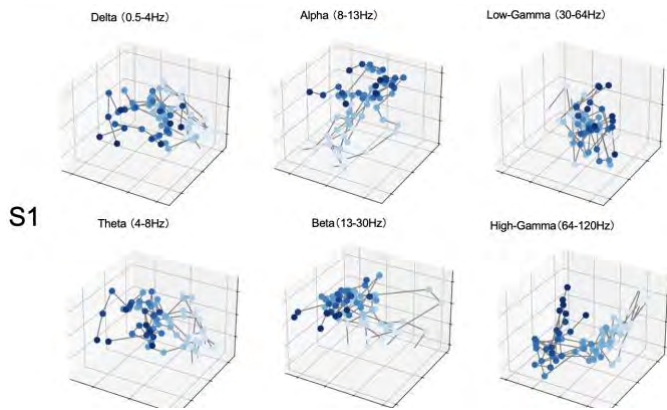 Delta (0.5-4Hz)
Alpha (8-13Hz)
Low-Gamma (30-64Hz)
S1
Theta (4-8Hz)
Beta(13-30Hz)
High-Gamma(64-120Hz)